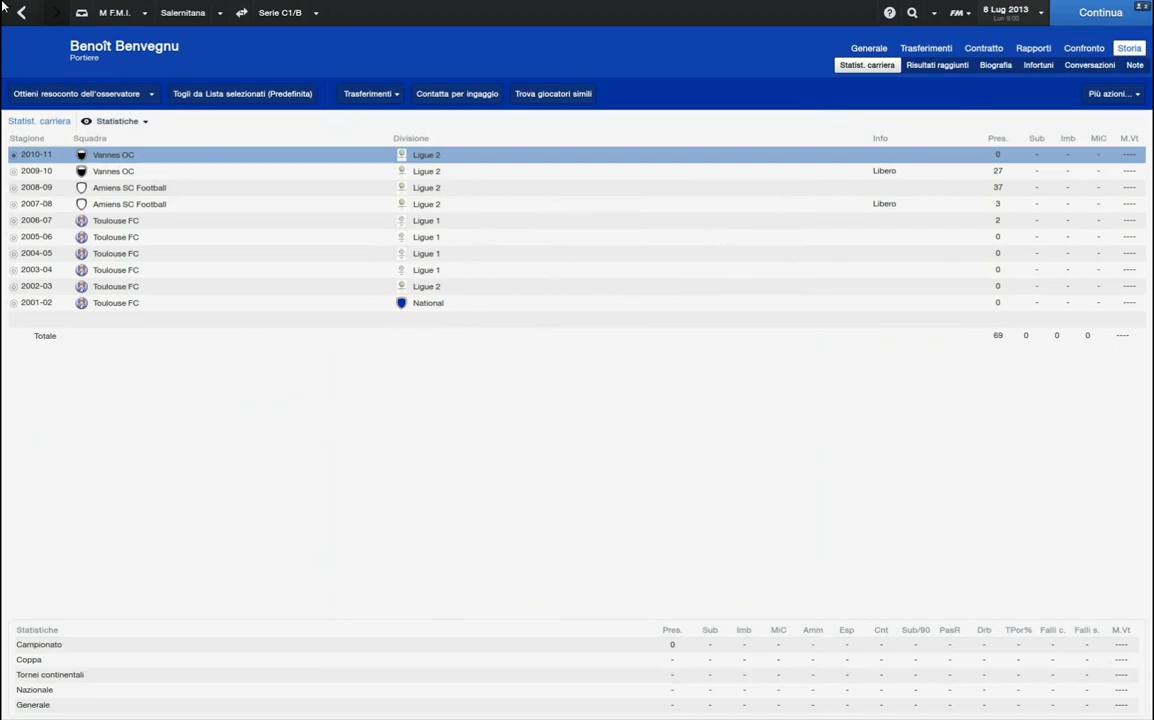 M F.M.I. Salernitana Serie C1/B FM 8 Lug 2013 Lun 9:00 Continua 2
Benoît Benvegnu
Portiere
Generale Trasferimenti Contratto Rapporti Confronto Storia
Statist. carriera Risultati raggiunti Biografia Infortuni Conversazioni Note
Ottieni resoconto dell'osservatore Togli da Lista selezionati (Predefinita) Trasferimenti Contatta per ingaggio Trova giocatori simili Più azioni...
Statist. carriera Statistiche
Stagione Squadra Divisione Info Pres. Sub Imb MiC M.Vt
2010-11 Vannes OC Ligue 2 0 - - - ----
2009-10 Vannes OC Ligue 2 Libero 27 - - - ----
2008-09 Amiens SC Football Ligue 2 37 - - - ----
2007-08 Amiens SC Football Ligue 2 Libero 3 - - - ----
2006-07 Toulouse FC Ligue 1 2 - - - ----
2005-06 Toulouse FC Ligue 1 0 - - - ----
2004-05 Toulouse FC Ligue 1 0 - - - ----
2003-04 Toulouse FC Ligue 1 0 - - - ----
2002-03 Toulouse FC Ligue 2 0 - - - ----
2001-02 Toulouse FC National 0 - - - ----
Totale 69 0 0 0 ----
Statistiche Pres. Sub Imb MiC Amm Esp Cnt Sub/90 PasR Drb TPor% Falli c. Falli s. M.Vt
Campionato 0 - - - - - - - - - - - - ----
Coppa - - - - - - - - - - - - - ----
Tornei continentali - - - - - - - - - - - - - ----
Nazionale - - - - - - - - - - - - - ----
Generale - - - - - - - - - - - - - ----